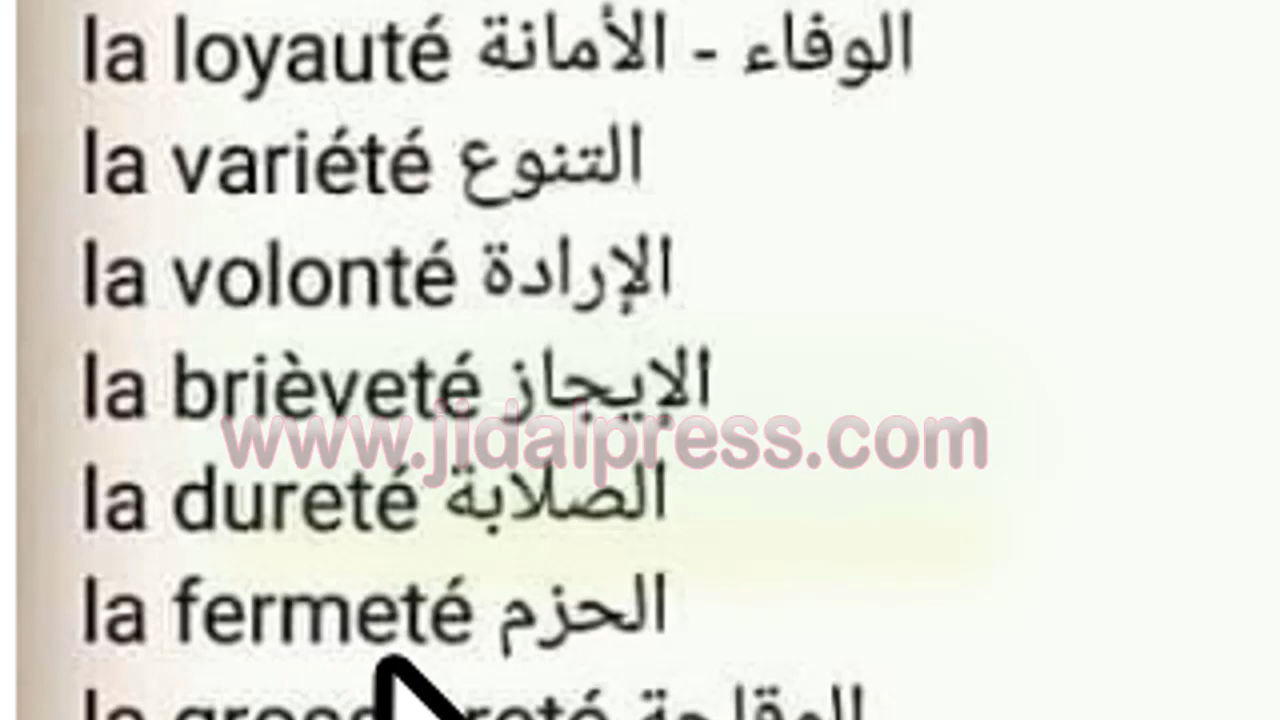 la loyauté الوفاء - الأمانة
la variété التنوع
la volonté الإرادة
la brièveté الإيجاز
www.jidalpress.com
la dureté الصلابة
la fermeté الحزم
la